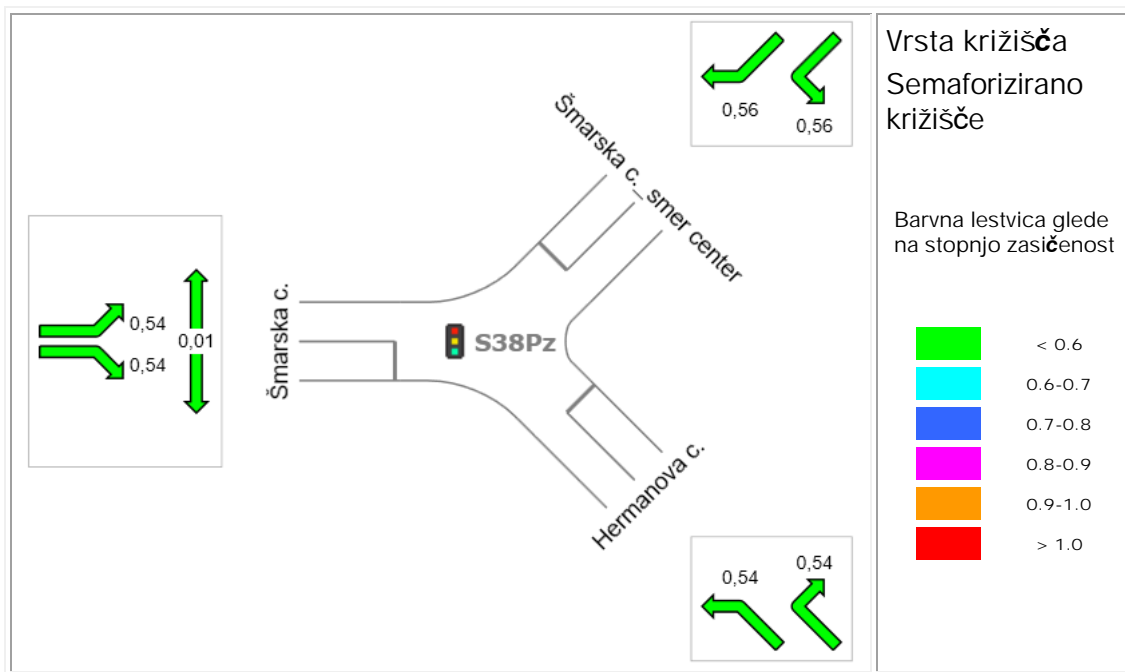 0,56
0,56
Šmarska c.
smer center
0,54
0,54
0,01
Šmarska c.
S38Pz
Hermanova c.
0,54
0,54
Vrsta križišča
Semaforizirano
križišče
Barvna lestvica glede
na stopnjo zasičenost
< 0.6
0.6-0.7
0.7-0.8
0.8-0.9
0.9-1.0
> 1.0